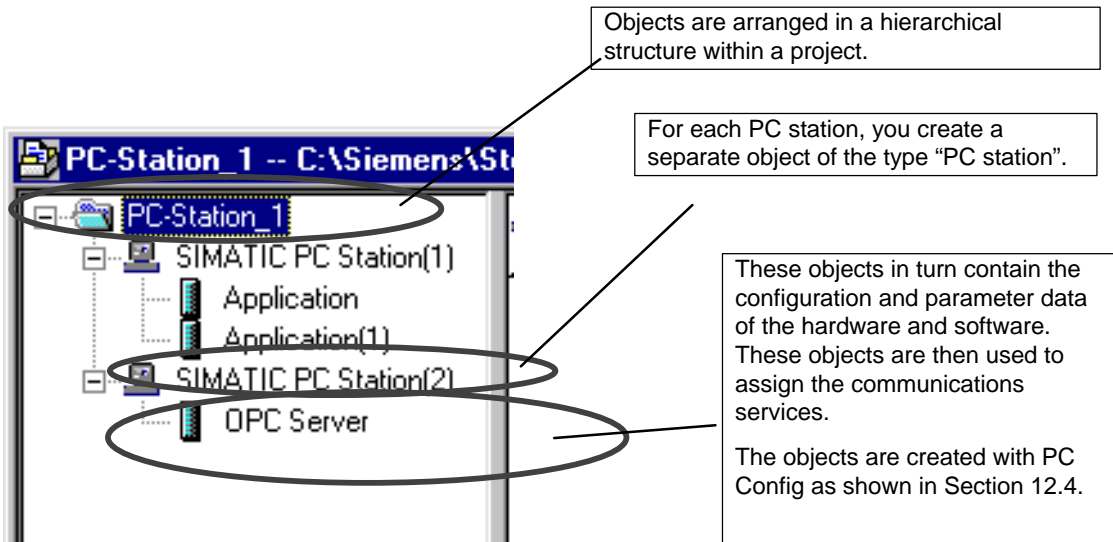 Objects are arranged in a hierarchical
structure within a project.
For each PC station, you create a
separate object of the type “PC station”.
PC-Station_1 -- C:\Siemens\St
PC-Station_1
SIMATIC PC Station(1)
Application
Application(1)
SIMATIC PC Station(2)
OPC Server
These objects in turn contain the
configuration and parameter data
of the hardware and software.
These objects are then used to
assign the communications
services.
The objects are created with PC
Config as shown in Section 12.4.